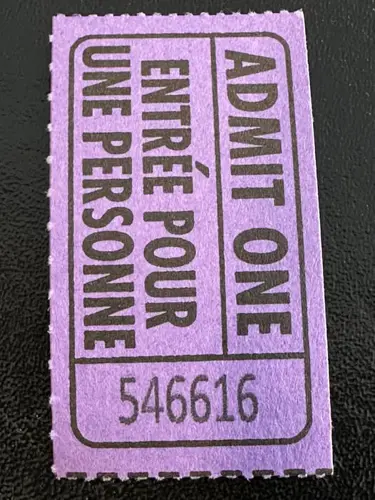 ADMIT ONE
ENTRÉE POUR
UNE PERSONNE
546616